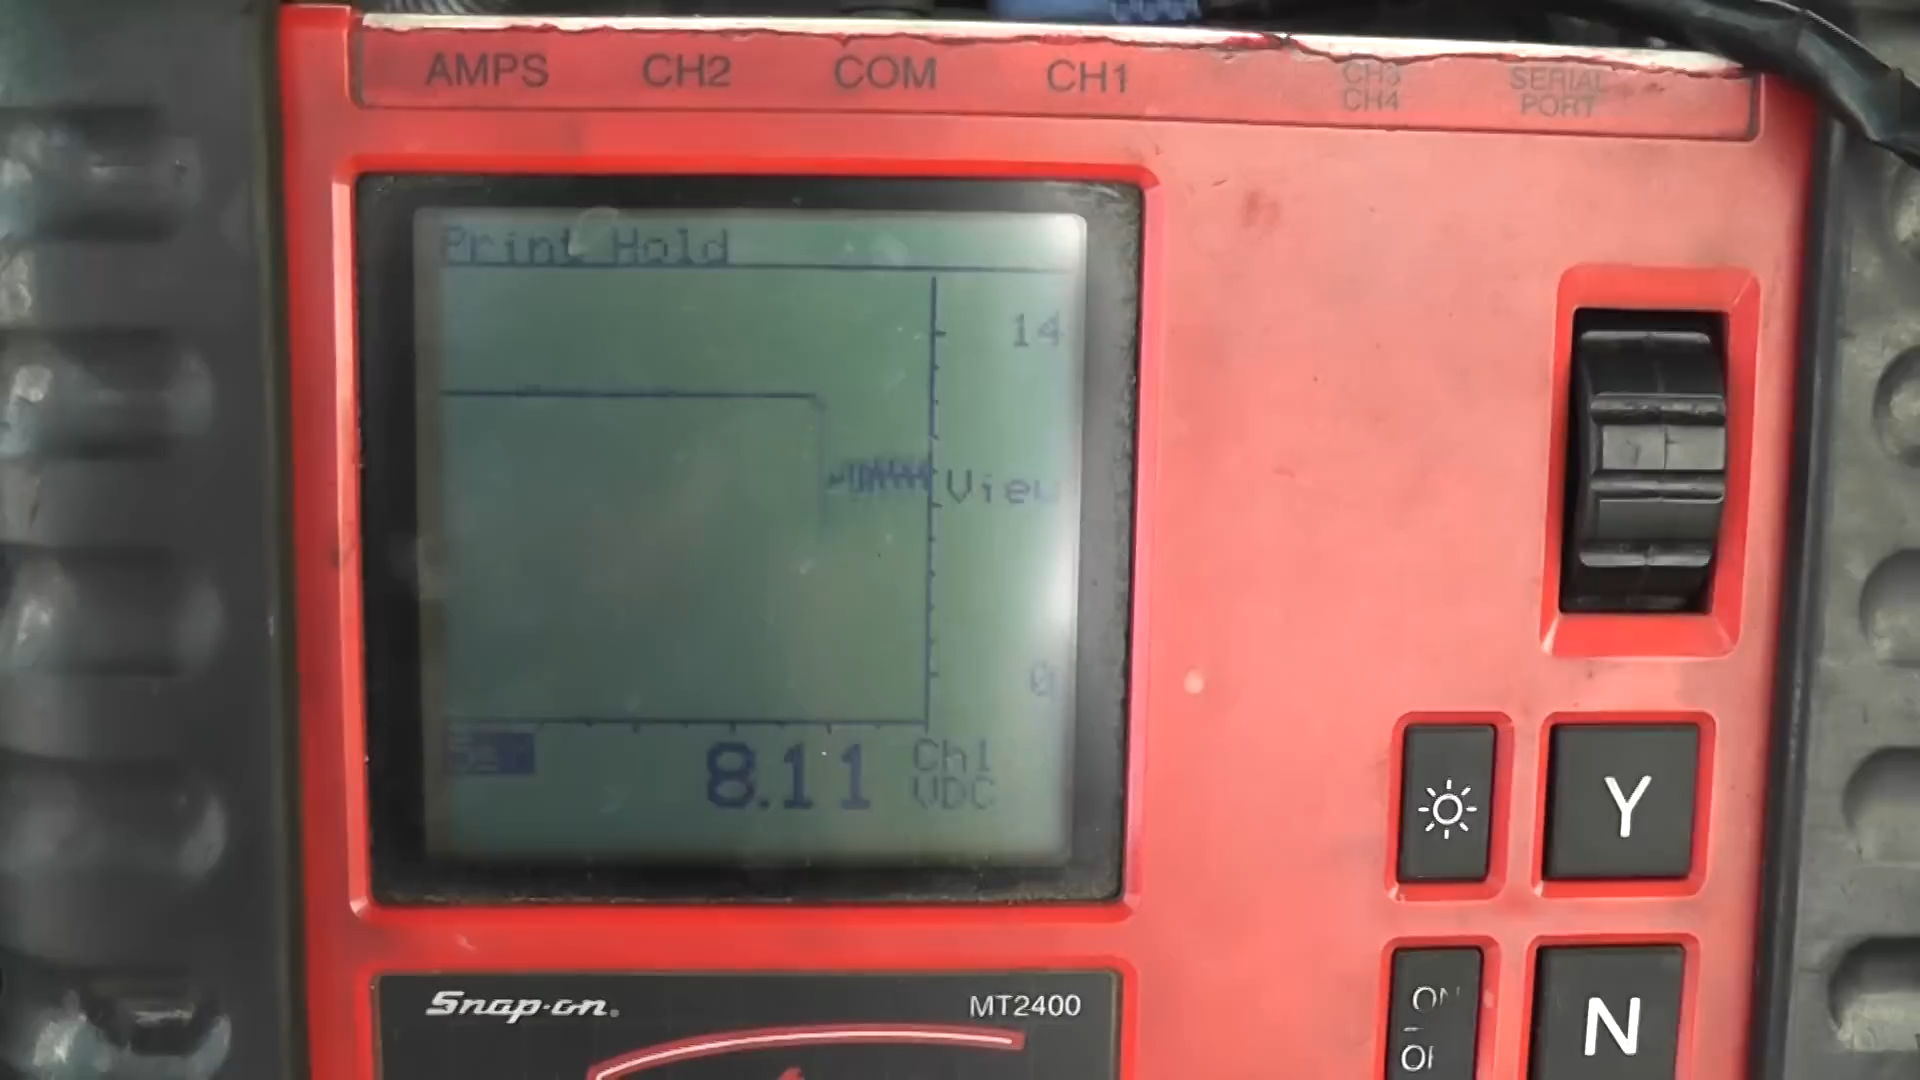 AMPS CH2 COM CH1 CH3 SERIAL
CH4 PORT
Print Hold
14
View
0
8.11 Ch1
VDC
Y
Snap-on® MT2400
N